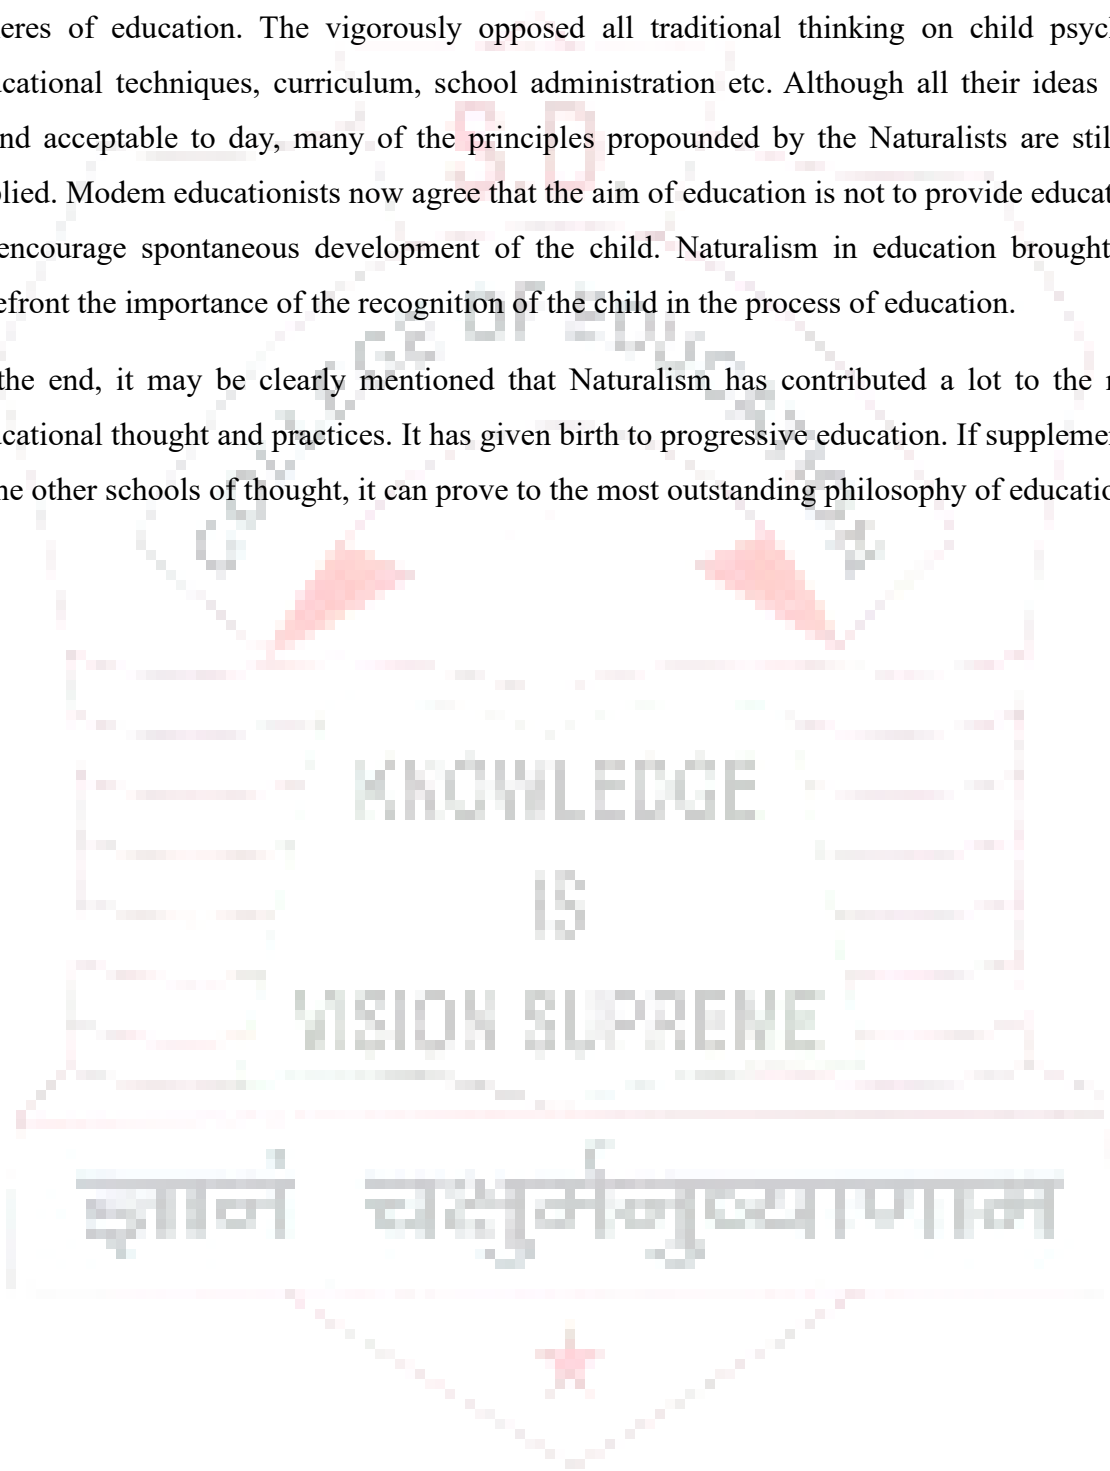 eres of education. The vigorously opposed all traditional thinking on child psycl
cational techniques, curriculum, school administration etc. Although all their ideas
nd acceptable to day, many of the principles propounded by the Naturalists are stil
lied. Modem educationists now agree that the aim of education is not to provide educat
encourage spontaneous development of the child. Naturalism in education brought
efront the importance of the recognition of the child in the process of education.
the end, it may be clearly mentioned that Naturalism has contributed a lot to the
cational thought and practices. It has given birth to progressive education. If suppleme
ne other schools of thought, it can prove to the most outstanding philosophy of educatio
S.D.
COLLEGE OF EDUCATION
KNOWLEDGE
IS
VISION SUPREME
ज्ञानं चक्षुर्मनुष्याणाम